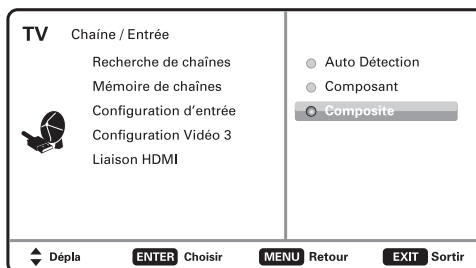 TV Chaîne / Entrée
Recherche de chaînes
Mémoire de chaînes
Configuration d'entrée
Configuration Vidéo 3
Liaison HDMI
Auto Détection
Composant
Composite
Dépla ENTER Choisir MENU Retour EXIT Sortir